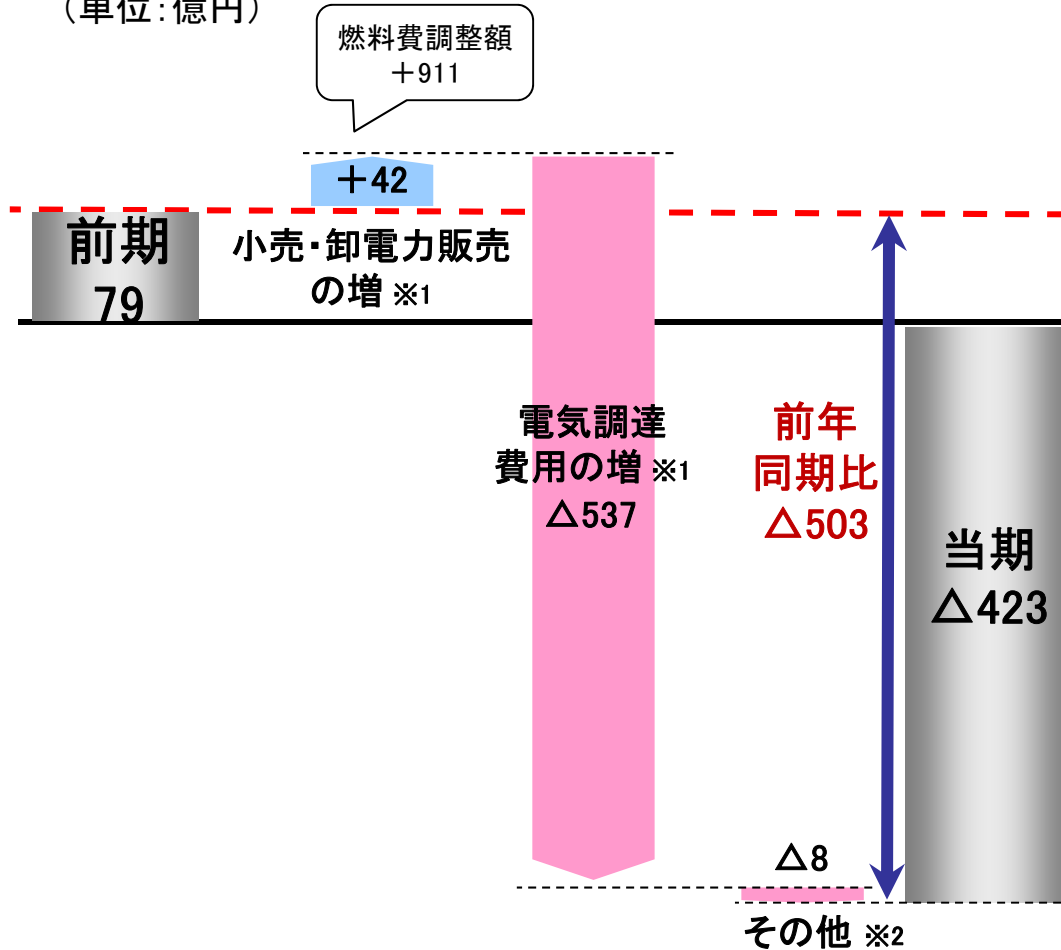 （単位：億円）
燃料費調整額
＋911
＋42
前期
79
小売・卸電力販売
の増 ※1
電気調達
費用の増 ※1
△537
前年
同期比
△503
当期
△423
△8
その他 ※2